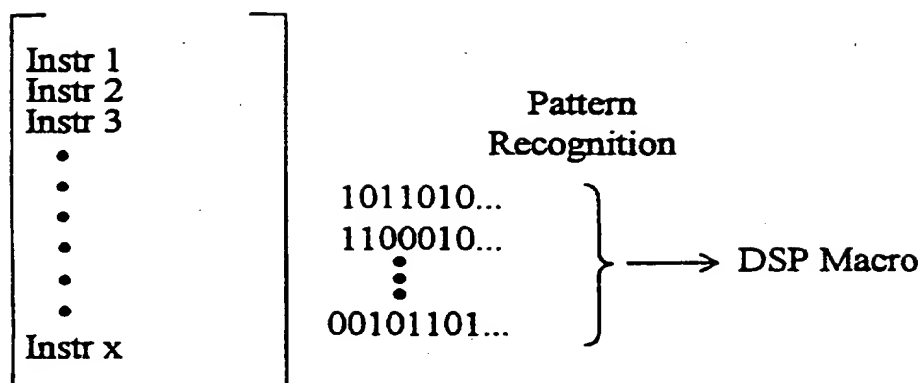 Instr 1
Instr 2
Instr 3
Instr x
Pattern
Recognition
1011010...
1100010...
00101101...
DSP Macro